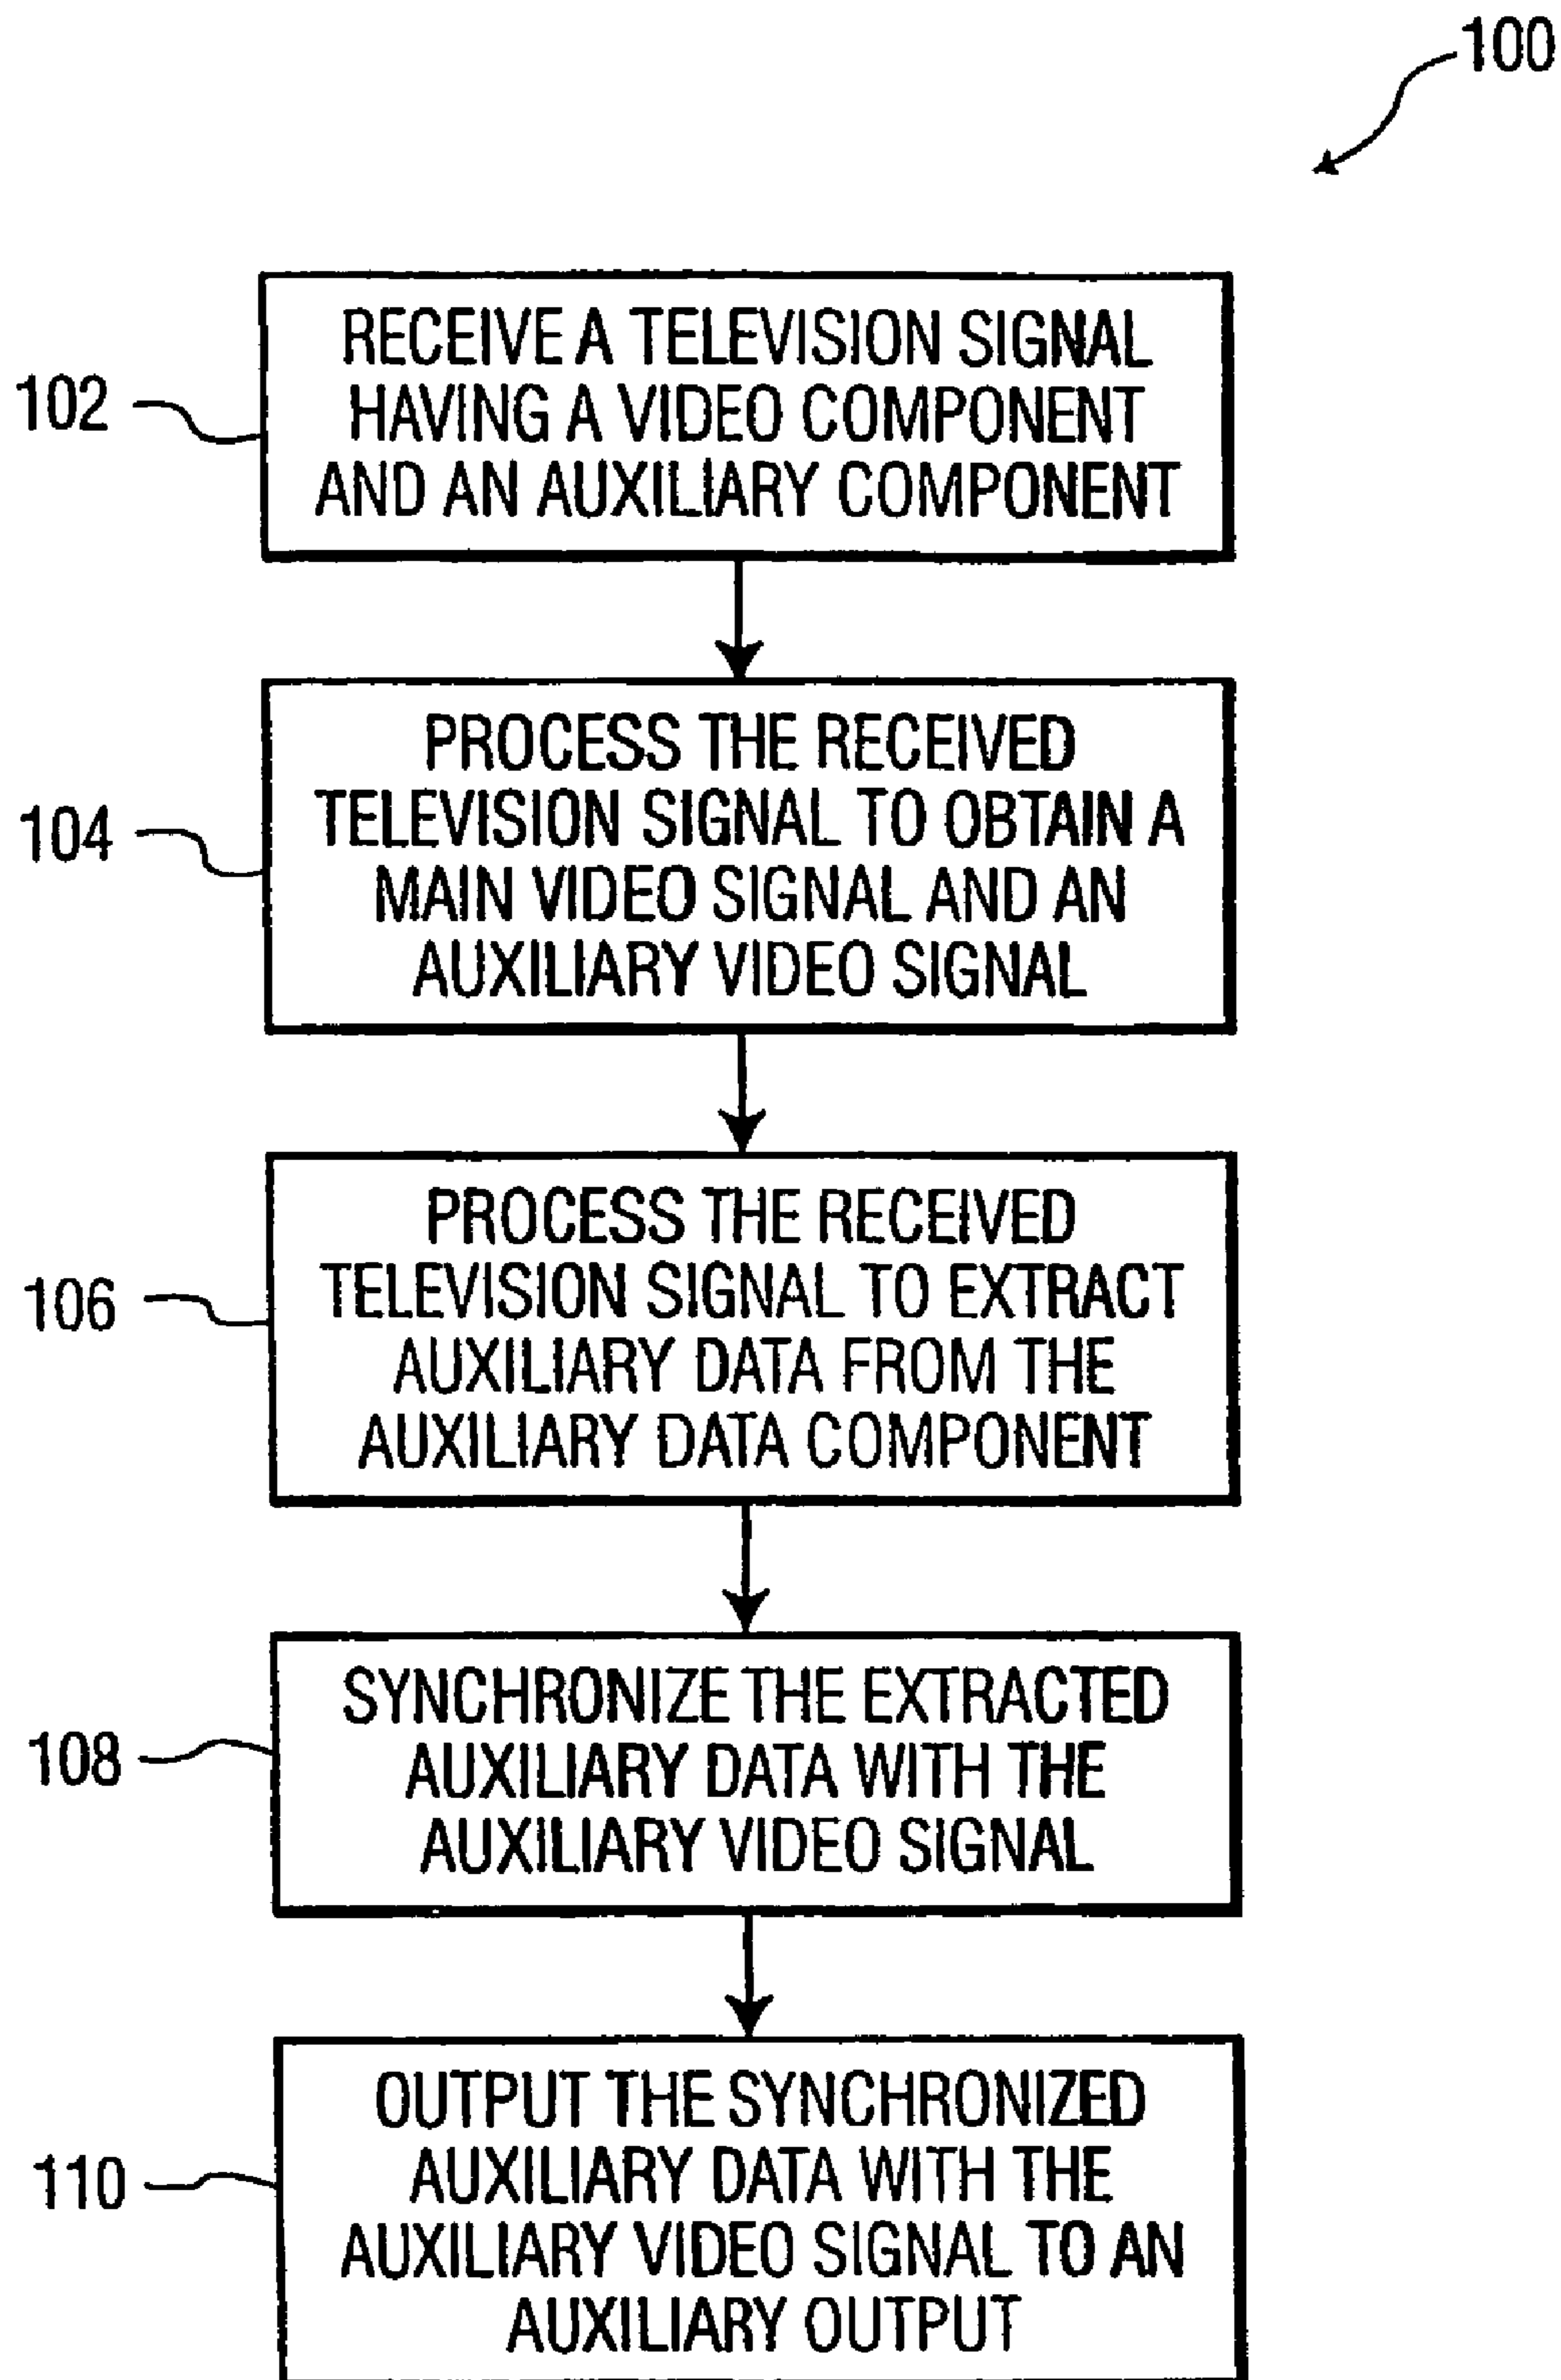 100
102
RECEIVE A TELEVISION SIGNAL
HAVING A VIDEO COMPONENT
AND AN AUXILIARY COMPONENT
104
PROCESS THE RECEIVED
TELEVISION SIGNAL TO OBTAIN A
MAIN VIDEO SIGNAL AND AN
AUXILIARY VIDEO SIGNAL
106
PROCESS THE RECEIVED
TELEVISION SIGNAL TO EXTRACT
AUXILIARY DATA FROM THE
AUXILIARY DATA COMPONENT
108
SYNCHRONIZE THE EXTRACTED
AUXILIARY DATA WITH THE
AUXILIARY VIDEO SIGNAL
110
OUTPUT THE SYNCHRONIZED
AUXILIARY DATA WITH THE
AUXILIARY VIDEO SIGNAL TO AN
AUXILIARY OUTPUT